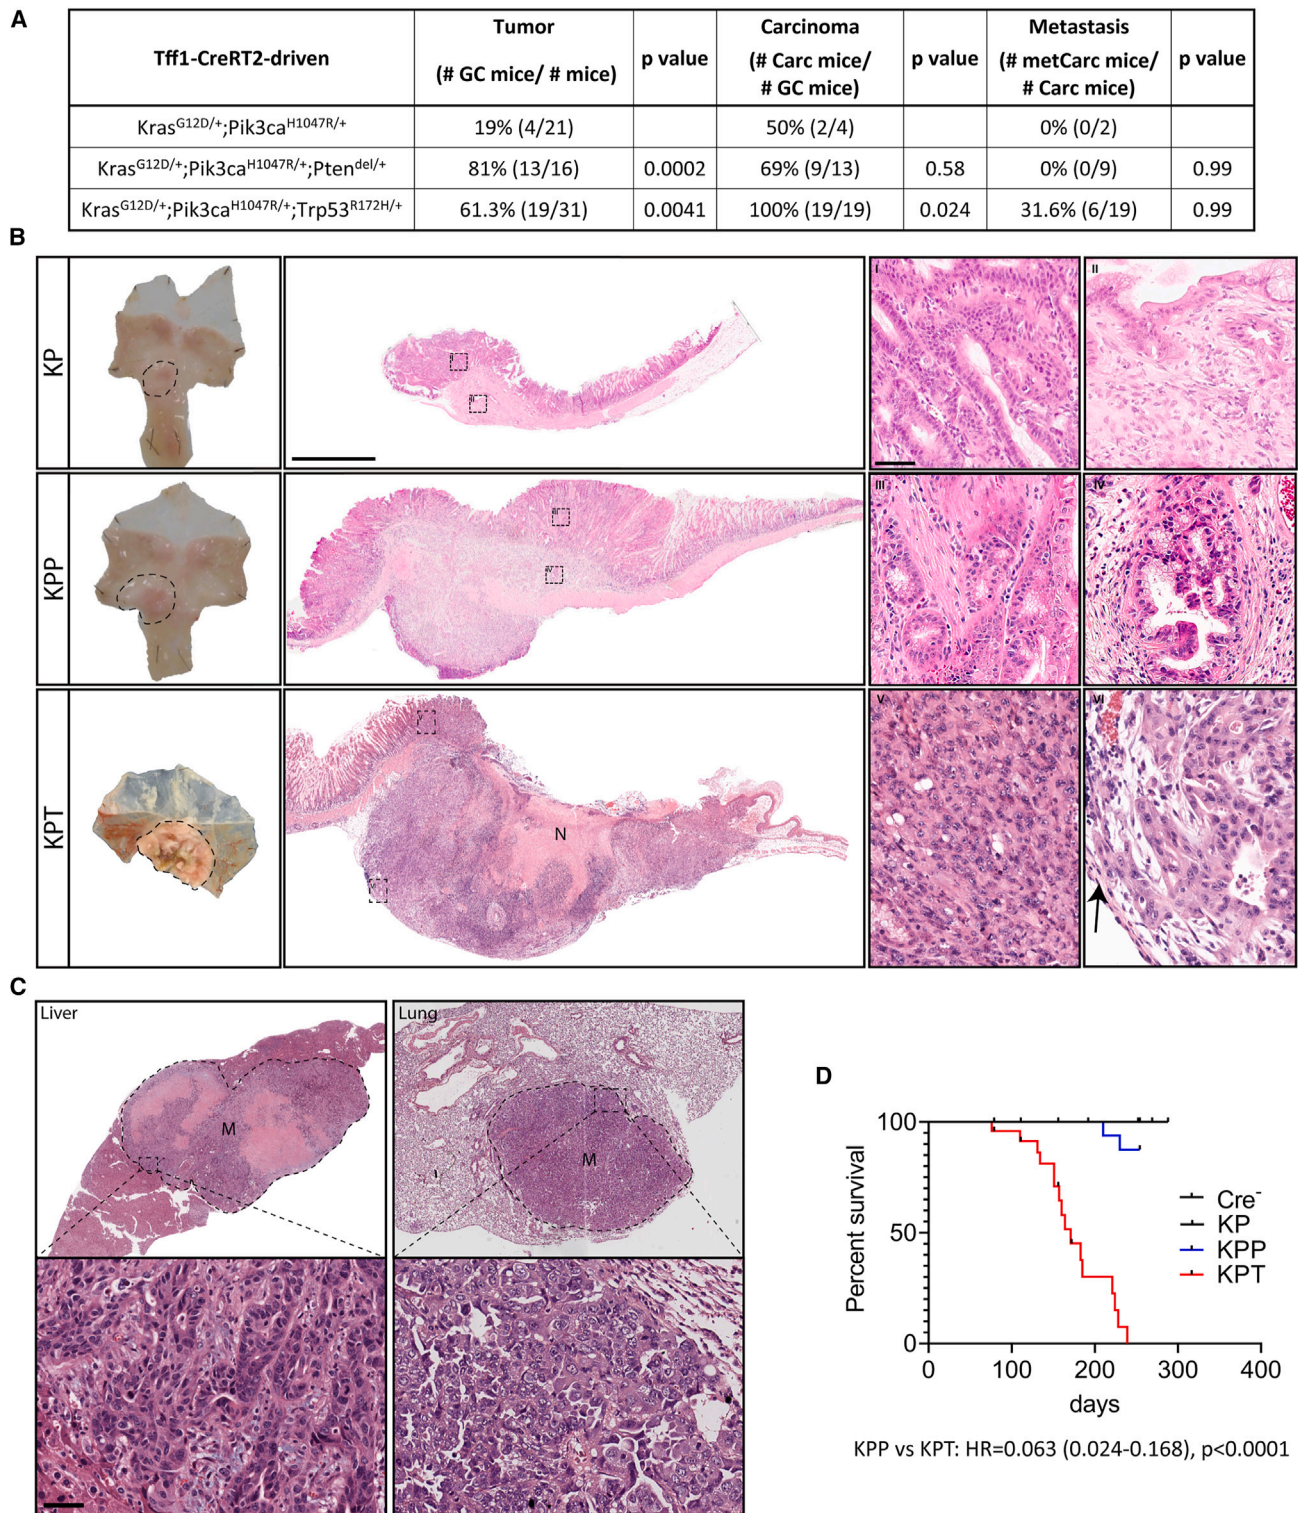 A
Tff1-CreRT2-driven
Tumor
(# GC mice/ # mice)
p value
Carcinoma
(# Carc mice/
# GC mice)
p value
Metastasis
(# metCarc mice/
# Carc mice)
p value
KrasG12D/+;Pik3caH1047R/+ 19% (4/21) 50% (2/4) 0% (0/2)
KrasG12D/+;Pik3caH1047R/+;Ptendel/+ 81% (13/16) 0.0002 69% (9/13) 0.58 0% (0/9) 0.99
KrasG12D/+;Pik3caH1047R/+;Trp53R172H/+ 61.3% (19/31) 0.0041 100% (19/19) 0.024 31.6% (6/19) 0.99
B
KP
I
II
I
II
KPP
III
IV
III
IV
KPT
V
N
V
VI
C
Liver
M
Lung
M
D
Percent survival
100
50
0
0 100 200 300 400
days
Cre-
KP
KPP
KPT
KPP vs KPT: HR=0.063 (0.024-0.168), p<0.0001